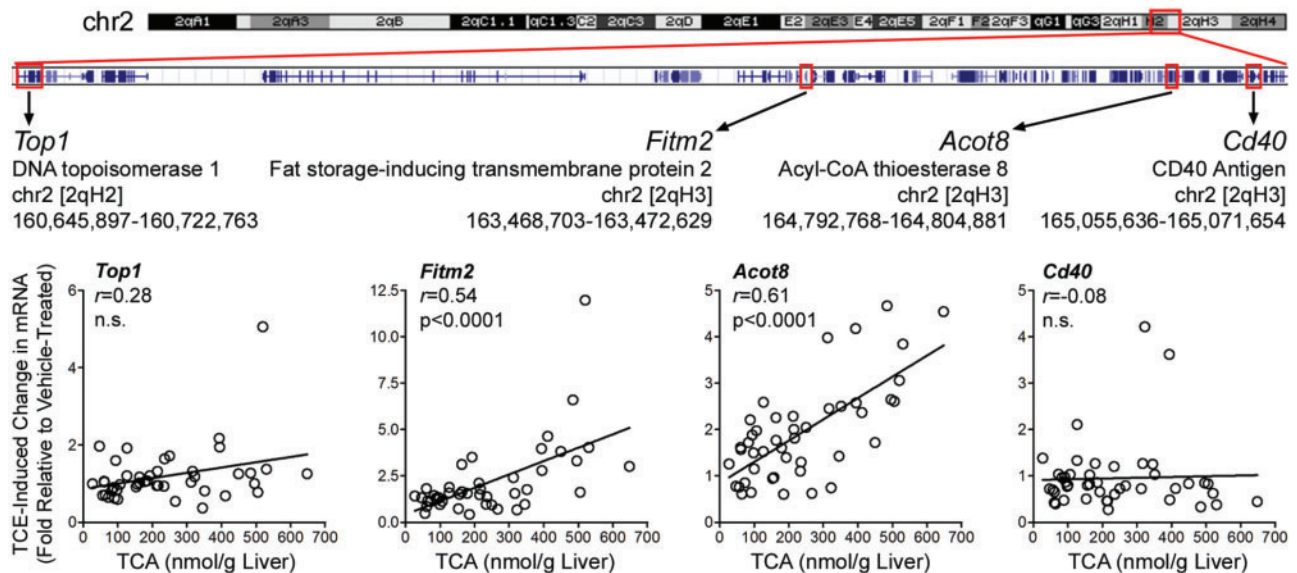 chr2
2qA1 2qA3 2qB 2qC1.1 qC1.3 C2 2qC3 2qD 2qE1 E2 2qE3 E4 2qE5 2qF1 F2 2qF3 qG1 qG3 2qH1 H2 2qH3 2qH4
Top1 Fitm2 Acot8 Cd40
DNA topoisomerase 1 Fat storage-inducing transmembrane protein 2 Acyl-CoA thioesterase 8 CD40 Antigen
chr2 [2qH2] chr2 [2qH3] chr2 [2qH3] chr2 [2qH3]
160,645,897-160,722,763 163,468,703-163,472,629 164,792,768-164,804,881 165,055,636-165,071,654
TCE-Induced Change in mRNA
(Fold Relative to Vehicle-Treated)
Top1
r=0.28
n.s.
6
4
2
0
0 100 200 300 400 500 600 700
TCA (nmol/g Liver)
Fitm2
r=0.54
p<0.0001
12.5
10.0
7.5
5.0
2.5
0.0
0 100 200 300 400 500 600 700
TCA (nmol/g Liver)
Acot8
r=0.61
p<0.0001
5
4
3
2
1
0
0 100 200 300 400 500 600 700
TCA (nmol/g Liver)
Cd40
r=-0.08
n.s.
5
4
3
2
1
0
0 100 200 300 400 500 600 700
TCA (nmol/g Liver)